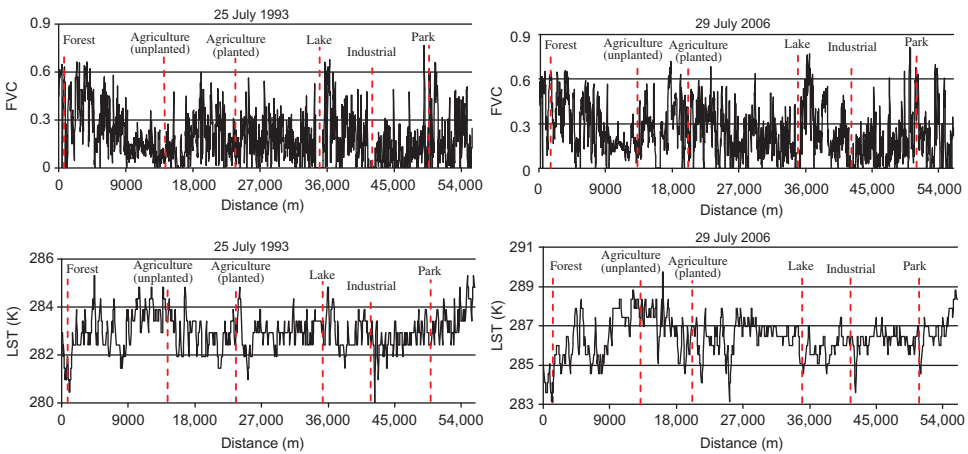 25 July 1993
0.9
0.6
0.3
0
FVC
Forest
Agriculture
(unplanted)
Agriculture
(planted)
Lake
Industrial
Park
0 9000 18,000 27,000 36,000 45,000 54,000
Distance (m)
29 July 2006
0.9
0.6
0.3
0
FVC
Forest
Agriculture
(unplanted)
Agriculture
(planted)
Lake
Industrial
Park
0 9000 18,000 27,000 36,000 45,000 54,000
Distance (m)
25 July 1993
286
284
282
280
LST (K)
Forest
Agriculture
(unplanted)
Agriculture
(planted)
Lake
Industrial
Park
0 9000 18,000 27,000 36,000 45,000 54,000
Distance (m)
29 July 2006
291
289
287
285
283
LST (K)
Forest
Agriculture
(unplanted)
Agriculture
(planted)
Lake
Industrial
Park
0 9000 18,000 27,000 36,000 45,000 54,000
Distance (m)